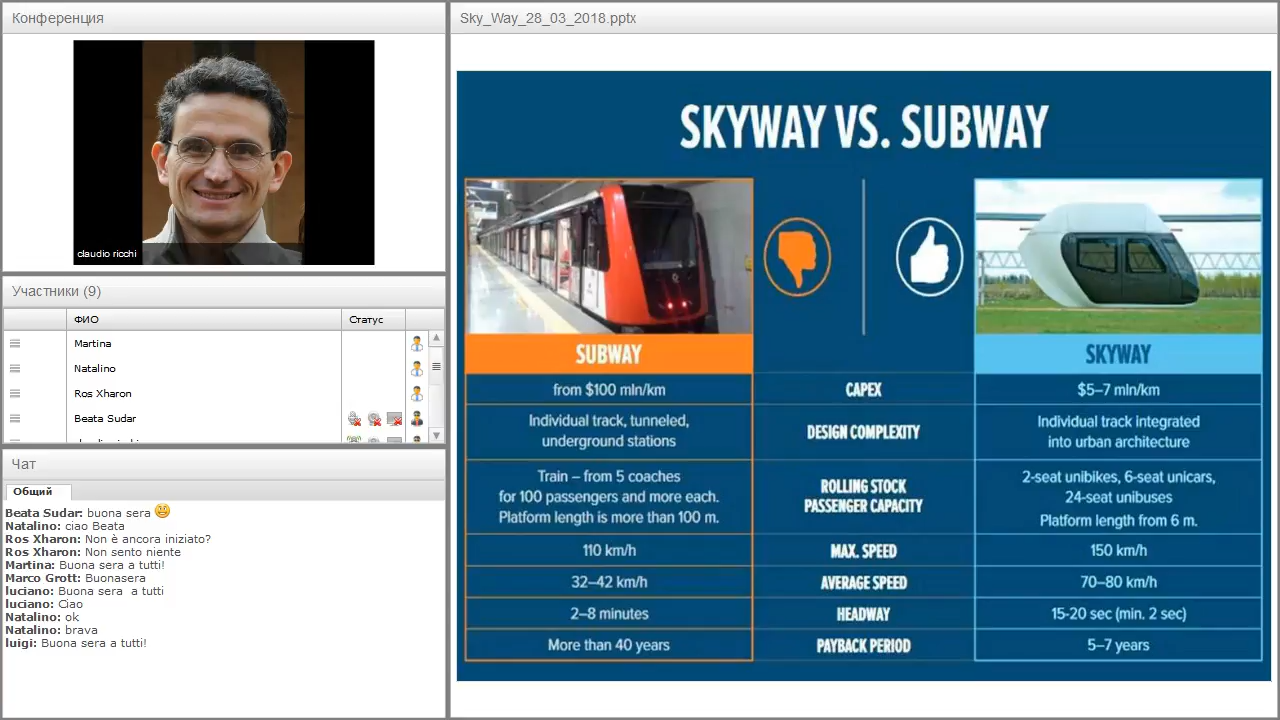 Конференция
claudio ricchi
Участники (9)
ФИО Статус
Martina
Natalino
Ros Xharon
Beata Sudar
Чат
Общий
Beata Sudar: buona sera
Natalino: ciao Beata
Ros Xharon: Non è ancora iniziato?
Ros Xharon: Non sento niente
Martina: Buona sera a tutti!
Marco Grott: Buonasera
luciano: Buona sera a tutti
luciano: Ciao
Natalino: ok
Natalino: brava
luigi: Buona sera a tutti!
Sky_Way_28_03_2018.pptx
SKYWAY VS. SUBWAY
SUBWAY SKYWAY
from $100 mln/km CAPEX $5–7 mln/km
Individual track, tunneled,
underground stations
DESIGN COMPLEXITY
Individual track integrated
into urban architecture
Train – from 5 coaches
for 100 passengers and more each.
Platform length is more than 100 m.
ROLLING STOCK
PASSENGER CAPACITY
2-seat unibikes, 6-seat unicars,
24-seat unibuses
Platform length from 6 m.
110 km/h MAX. SPEED 150 km/h
32–42 km/h AVERAGE SPEED 70–80 km/h
2–8 minutes HEADWAY 15-20 sec (min. 2 sec)
More than 40 years PAYBACK PERIOD 5–7 years